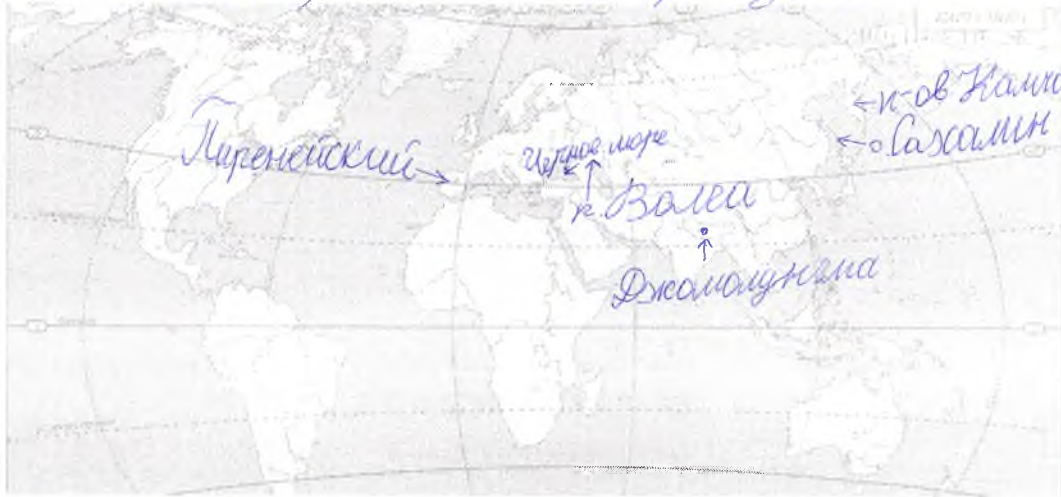 Пиренейский
Чёрное море
р. Волга
Джомолунгма
п-ов Камч
о. Сахалин